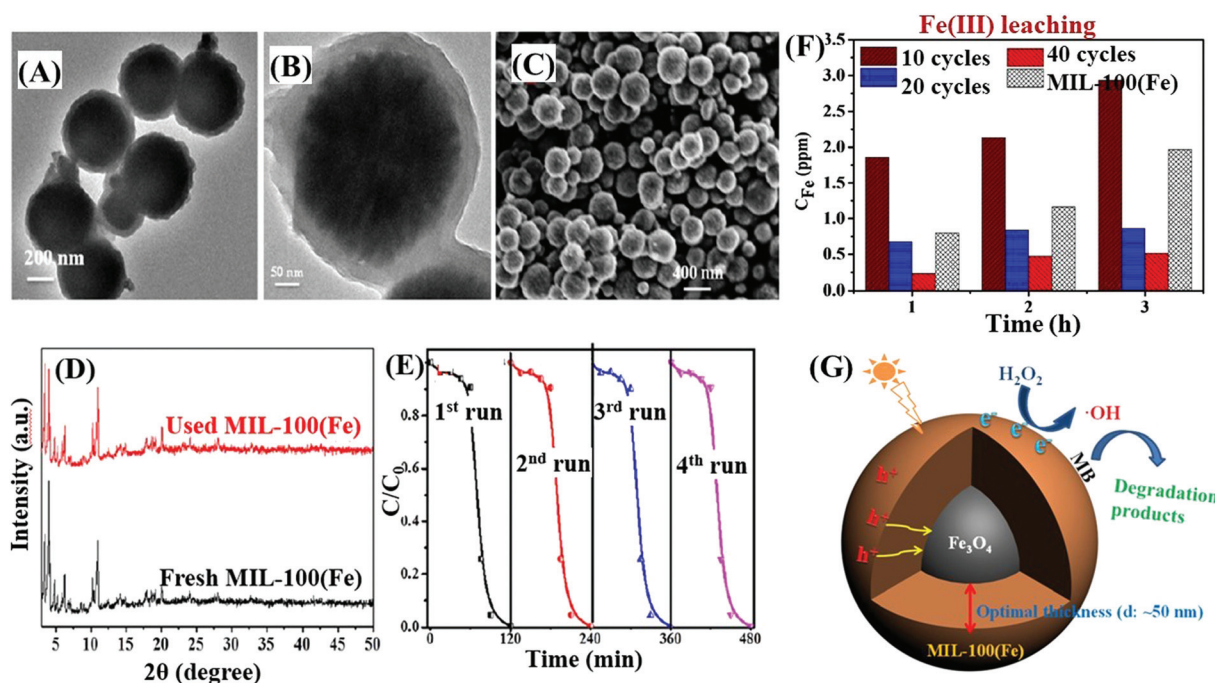 (A)
200 nm
(B)
50 nm
(C)
400 nm
(D)
Used MIL-100(Fe)
Fresh MIL-100(Fe)
Intensity (a.u.)
5 10 15 20 25 30 35 40 45 50
2θ (degree)
(E)
1st run
2nd run
3rd run
4th run
C/C0
0.8
0.6
0.4
0.2
0.0
0 120 240 360 480
Time (min)
Fe(III) leaching
(F)
10 cycles
40 cycles
20 cycles
MIL-100(Fe)
CFe (ppm)
3.5
3.0
2.5
2.0
1.5
1.0
0.5
0.0
1 2 3
Time (h)
(G)
H2O2
·OH
e- e- e-
MB
h+
h+
h+
Degradation
products
Fe3O4
Optimal thickness (d: ~50 nm)
MIL-100(Fe)